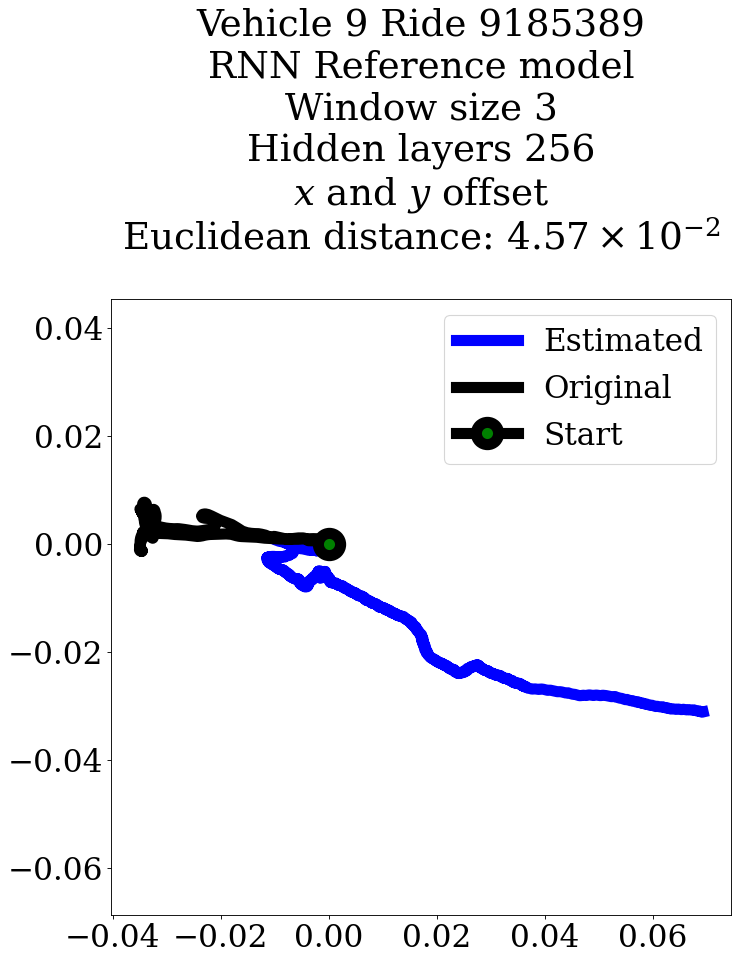 Vehicle 9 Ride 9185389
RNN Reference model
Window size 3
Hidden layers 256
x and y offset
Euclidean distance: 4.57 × 10⁻²
Estimated
Original
Start
0.04
0.02
0.00
−0.02
−0.04
−0.06
−0.04 −0.02 0.00 0.02 0.04 0.06